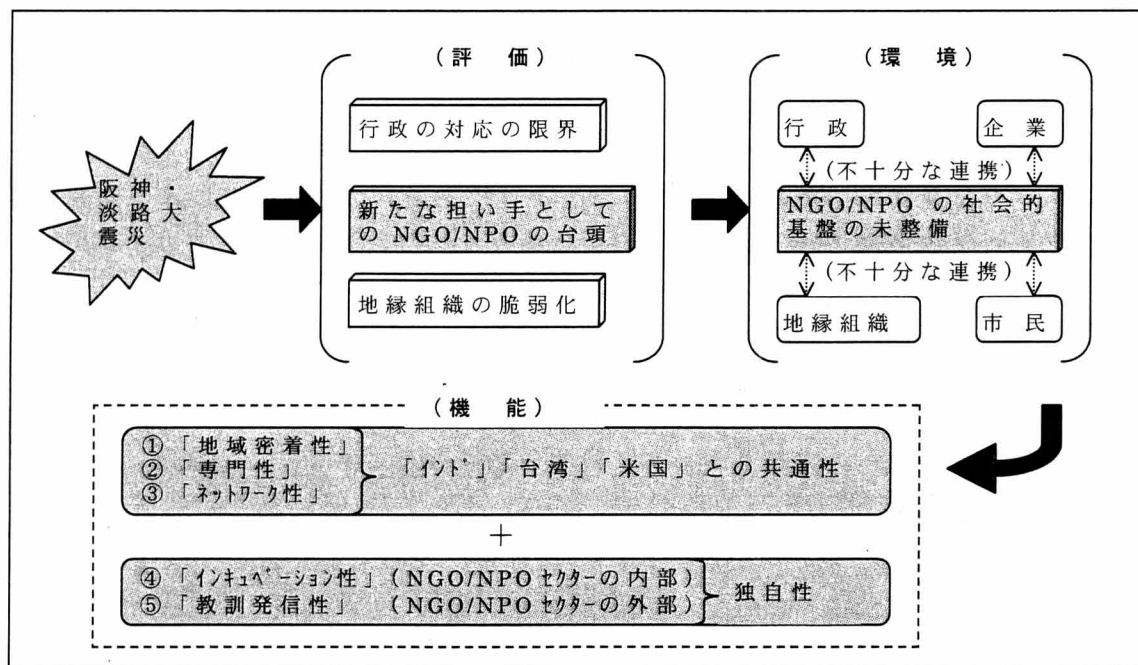 阪神・
淡路大
震災
（評　価）
行政の対応の限界
新たな担い手として
のNGO/NPOの台頭
地縁組織の脆弱化
（環　境）
行 政
企 業
（不十分な連携）
NGO/NPO の社会的
基盤の未整備
（不十分な連携）
地縁組織
市 民
（機　能）
①「地域密着性」
②「専門性」
③「ﾈｯﾄﾜｰｸ性」
「ｲﾝﾄﾞ」「台湾」「米国」との共通性
＋
④「ｲﾝｷｭﾍﾞｰｼｮﾝ性」（NGO/NPOｾｸﾀｰの内部）
⑤「教訓発信性」　（NGO/NPOｾｸﾀｰの外部）
独自性